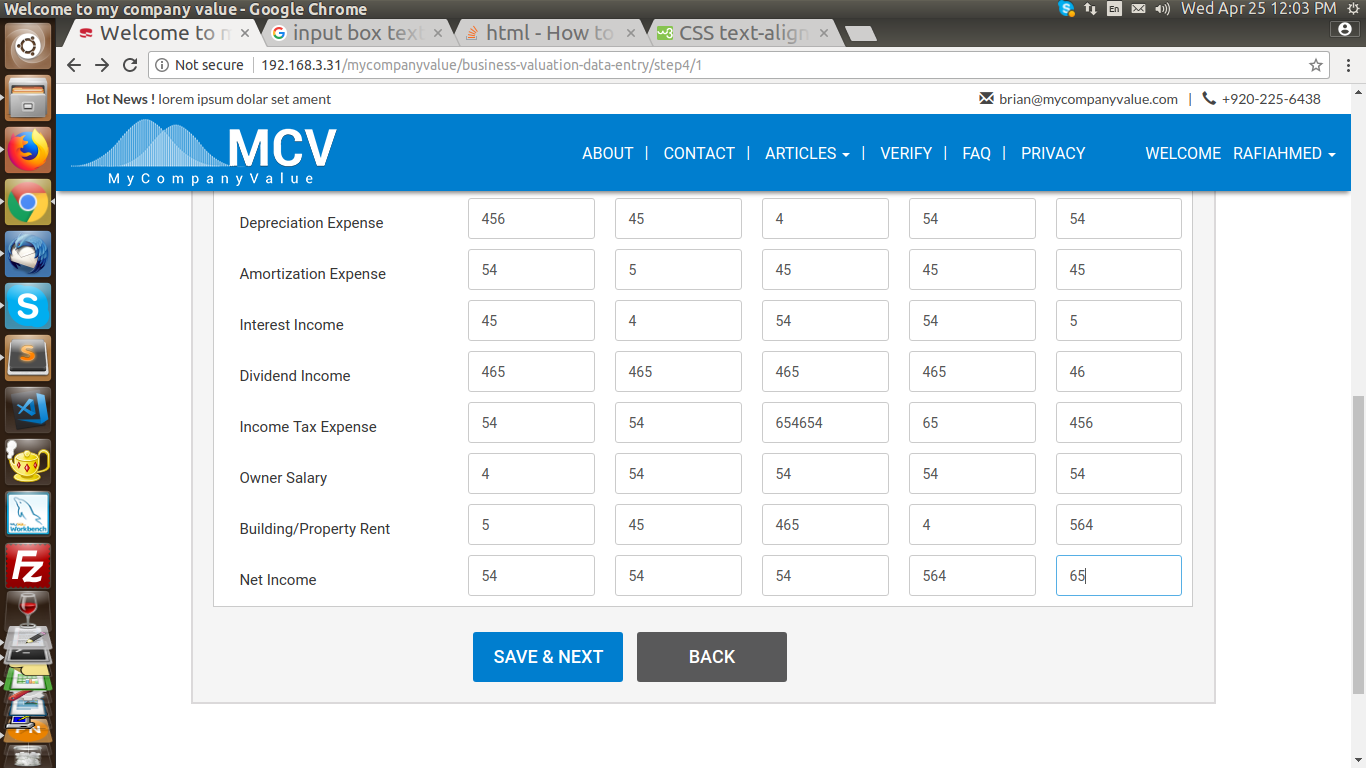 Welcome to my company value - Google Chrome
En Wed Apr 25 12:03 PM
Welcome to m × input box text × html - How to × CSS text-align ×
Not secure 192.168.3.31/mycompanyvalue/business-valuation-data-entry/step4/1
Hot News ! lorem ipsum dolar set ament brian@mycompanyvalue.com | +920-225-6438
MCV
MyCompanyValue
ABOUT | CONTACT | ARTICLES | VERIFY | FAQ | PRIVACY WELCOME RAFIAHMED
Depreciation Expense 456 45 4 54 54
Amortization Expense 54 5 45 45 45
Interest Income 45 4 54 54 5
Dividend Income 465 465 465 465 46
Income Tax Expense 54 54 654654 65 456
Owner Salary 4 54 54 54 54
Building/Property Rent 5 45 465 4 564
Net Income 54 54 54 564 65
SAVE & NEXT BACK
S
S
Workbench
Fz